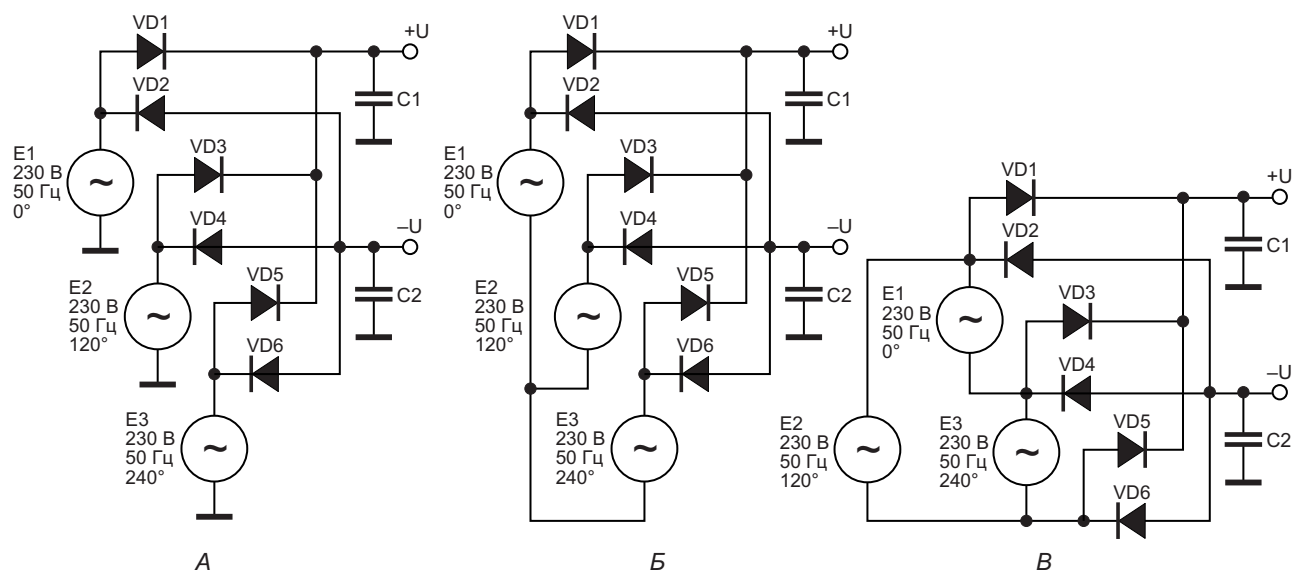 VD1
+U
VD2
C1
E1
230 В
50 Гц
0°
VD3
VD4
–U
E2
230 В
50 Гц
120°
VD5
C2
VD6
E3
230 В
50 Гц
240°
А
VD1
+U
VD2
C1
E1
230 В
50 Гц
0°
VD3
VD4
–U
E2
230 В
50 Гц
120°
VD5
C2
VD6
E3
230 В
50 Гц
240°
Б
VD1
+U
VD2
C1
E1
230 В
50 Гц
0°
VD3
VD4
–U
E2
230 В
50 Гц
120°
E3
230 В
50 Гц
240°
VD5
C2
VD6
В